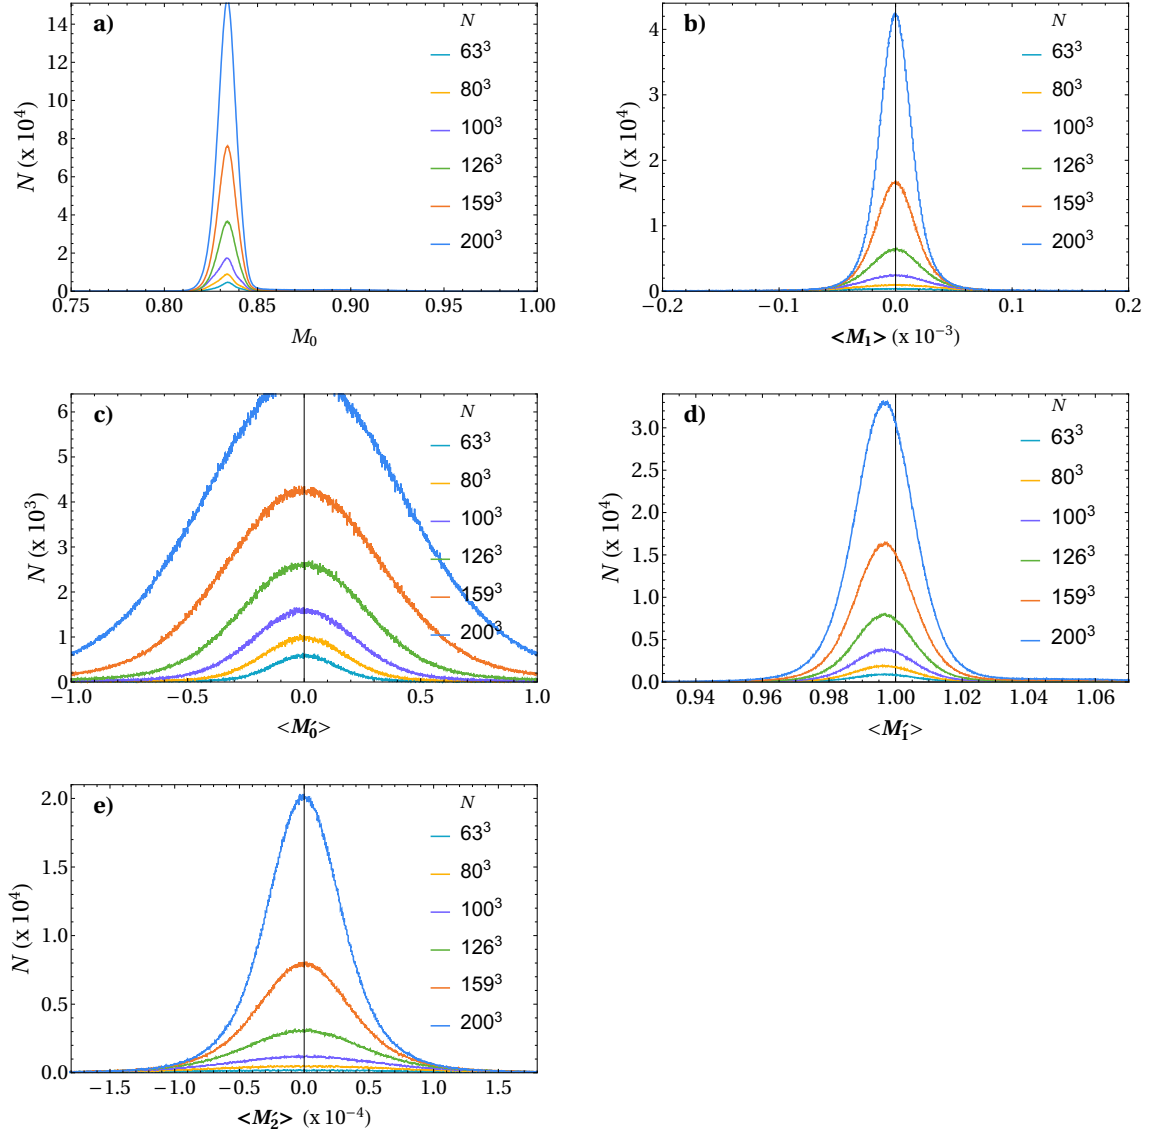 a)
N
63³
80³
100³
126³
159³
200³
14
12
10
8
6
4
2
0
N (x 10⁴)
0.75 0.80 0.85 0.90 0.95 1.00
M₀
b)
N
63³
80³
100³
126³
159³
200³
4
3
2
1
0
N (x 10⁴)
−0.2 −0.1 0.0 0.1 0.2
<M₁> (x 10⁻³)
c)
N
63³
80³
100³
126³
159³
200³
6
5
4
3
2
1
0
N (x 10³)
−1.0 −0.5 0.0 0.5 1.0
<M₀′>
d)
N
63³
80³
100³
126³
159³
200³
3.0
2.5
2.0
1.5
1.0
0.5
0.0
N (x 10⁴)
0.94 0.96 0.98 1.00 1.02 1.04 1.06
<M₁′>
e)
N
63³
80³
100³
126³
159³
200³
2.0
1.5
1.0
0.5
0.0
N (x 10⁴)
−1.5 −1.0 −0.5 0.0 0.5 1.0 1.5
<M₂′> (x 10⁻⁴)